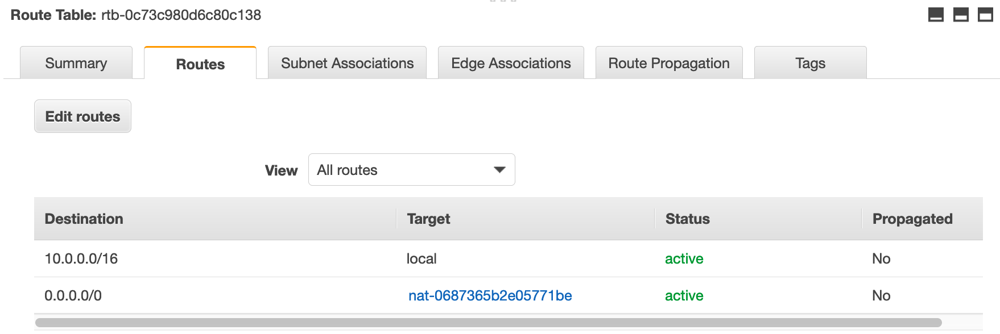 Route Table: rtb-0c73c980d6c80c138
Summary Routes Subnet Associations Edge Associations Route Propagation Tags
Edit routes
View All routes
Destination Target Status Propagated
10.0.0.0/16 local active No
0.0.0.0/0 nat-0687365b2e05771be active No